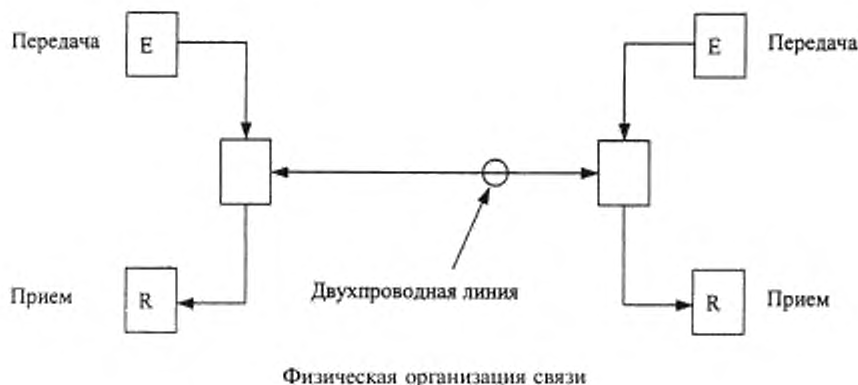 Передача E E Передача
Прием R Двухпроводная линия R Прием
Физическая организация связи